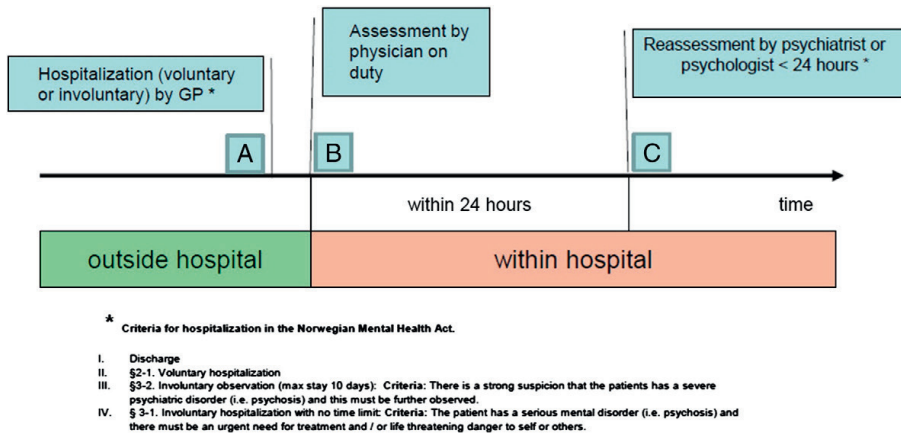 Hospitalization (voluntary
or involuntary) by GP *
Assessment by
physician on
duty
Reassessment by psychiatrist or
psychologist < 24 hours *
A
B
C
within 24 hours
time
outside hospital
within hospital
* Criteria for hospitalization in the Norwegian Mental Health Act.
I. Discharge
II. §2-1. Voluntary hospitalization
III. §3-2. Involuntary observation (max stay 10 days): Criteria: There is a strong suspicion that the patients has a severe
psychiatric disorder (i.e. psychosis) and this must be further observed.
IV. § 3-1. Involuntary hospitalization with no time limit: Criteria: The patient has a serious mental disorder (i.e. psychosis) and
there must be an urgent need for treatment and / or life threatening danger to self or others.